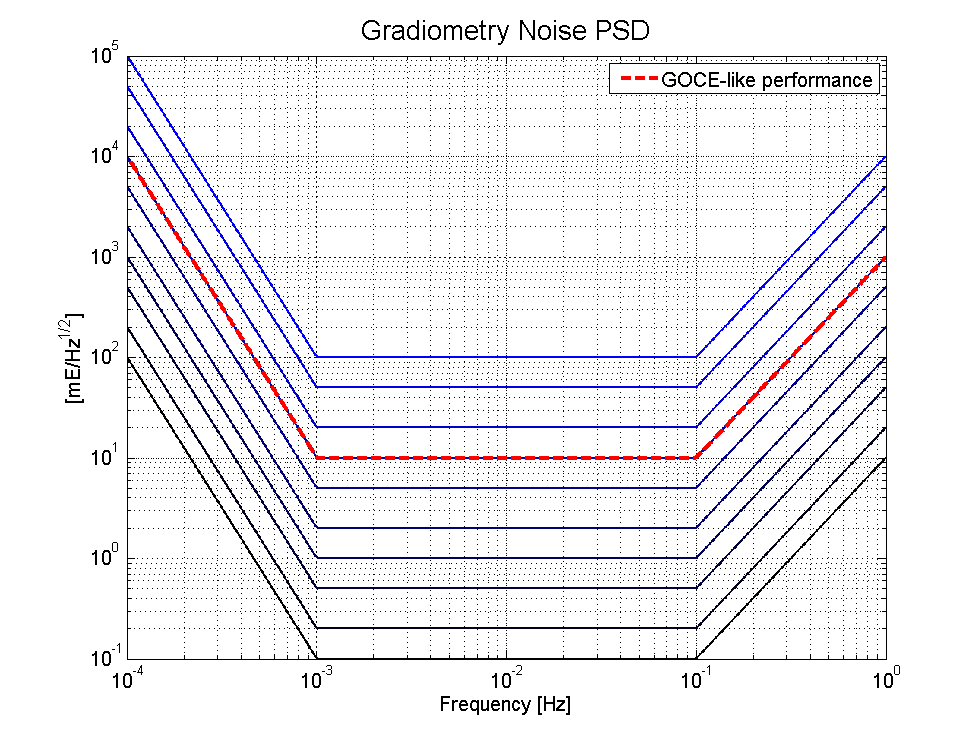 Gradiometry Noise PSD
GOCE-like performance
[mE/Hz^1/2]
10^5
10^4
10^3
10^2
10^1
10^0
10^-1
10^-4 10^-3 10^-2 10^-1 10^0
Frequency [Hz]